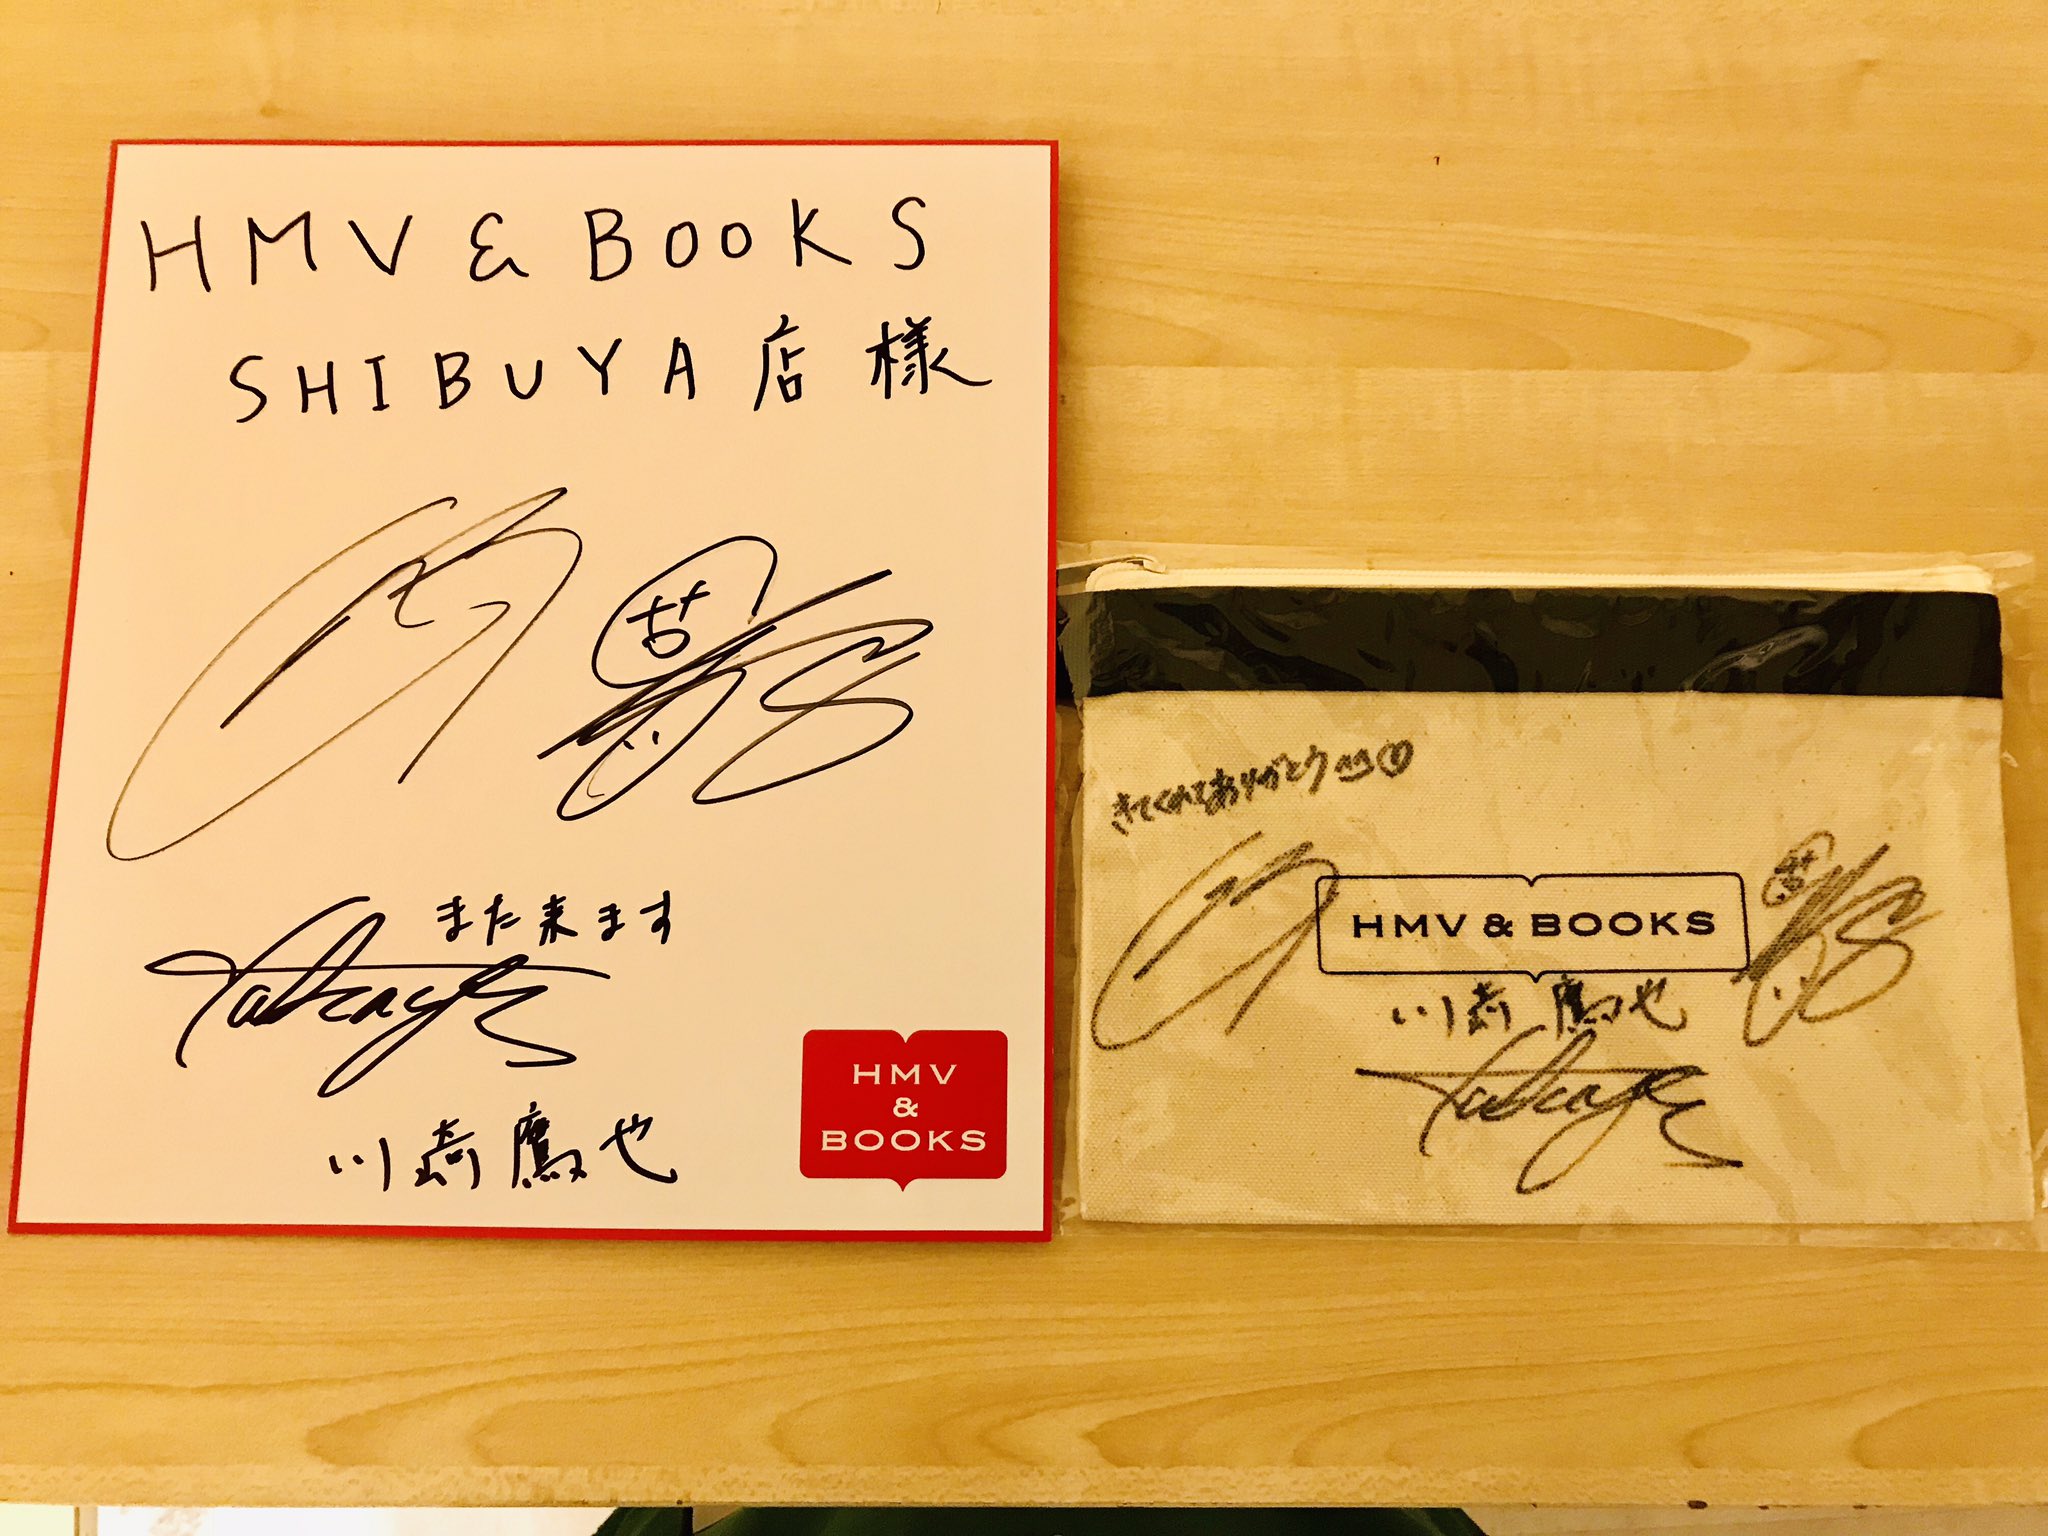 HMV & BOOKS
SHIBUYA店様
また来ます
Takaya
川崎鷹也
HMV
&
BOOKS
きてくれてありがとう
HMV & BOOKS
川崎鷹也
Takaya